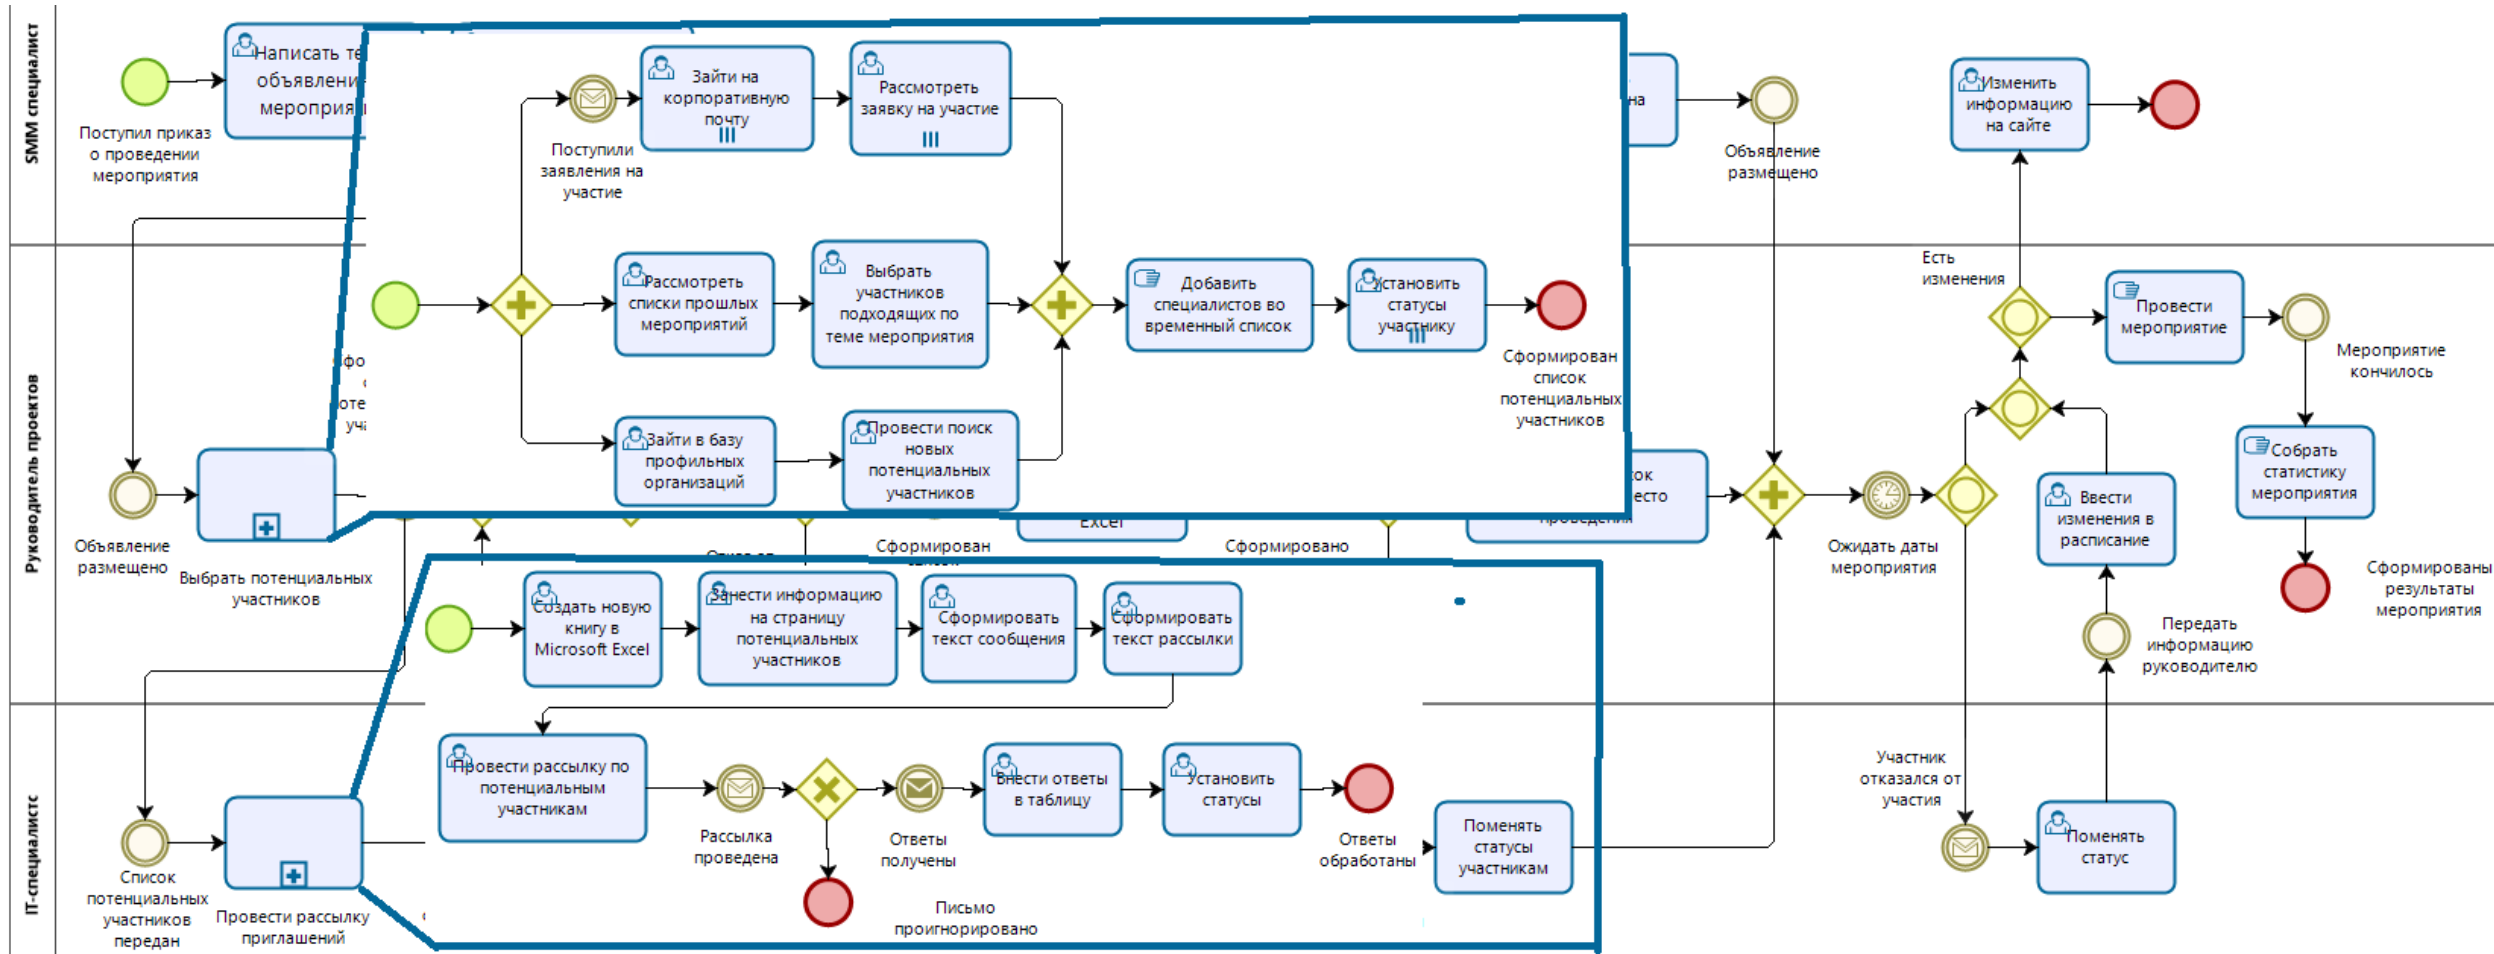 SMM специалист
Поступил приказ
о проведении
мероприятия
Написать
объявлени
мероприят
Поступили
заявления на
участие
Зайти на
корпоративную
почту
Рассмотреть
заявку на участие
на
Объявление
размещено
Изменить
информацию
на сайте
Руководитель проектов
Объявление
размещено
Выбрать потенциальных
участников
Рассмотреть
списки прошлых
мероприятий
Выбрать
участников
подходящих по
теме мероприятия
Зайти в базу
профильных
организаций
Провести поиск
новых
потенциальных
участников
Добавить
специалистов во
временный список
Установить
статусы
участнику
Сформирован
список
потенциальных
участников
Excel
Сформирован
Сформировано
Ожидать даты
мероприятия
Есть
изменения
Провести
мероприятие
Мероприятие
кончилось
Собрать
статистику
мероприятия
Сформированы
результаты
мероприятия
Ввести
изменения в
расписание
Передать
информацию
руководителю
IT-специалистс
Список
потенциальных
участников
передан
Провести рассылку
приглашений
Создать новую
книгу в
Microsoft Excel
Занести информацию
на страницу
потенциальных
участников
Сформировать
текст сообщения
Сформировать
текст рассылки
Провести рассылку по
потенциальным
участникам
Рассылка
проведена
Ответы
получены
Письмо
проигнорировано
Внести ответы
в таблицу
Установить
статусы
Ответы
обработаны
Поменять
статусы
участникам
Участник
отказался от
участия
Поменять
статус